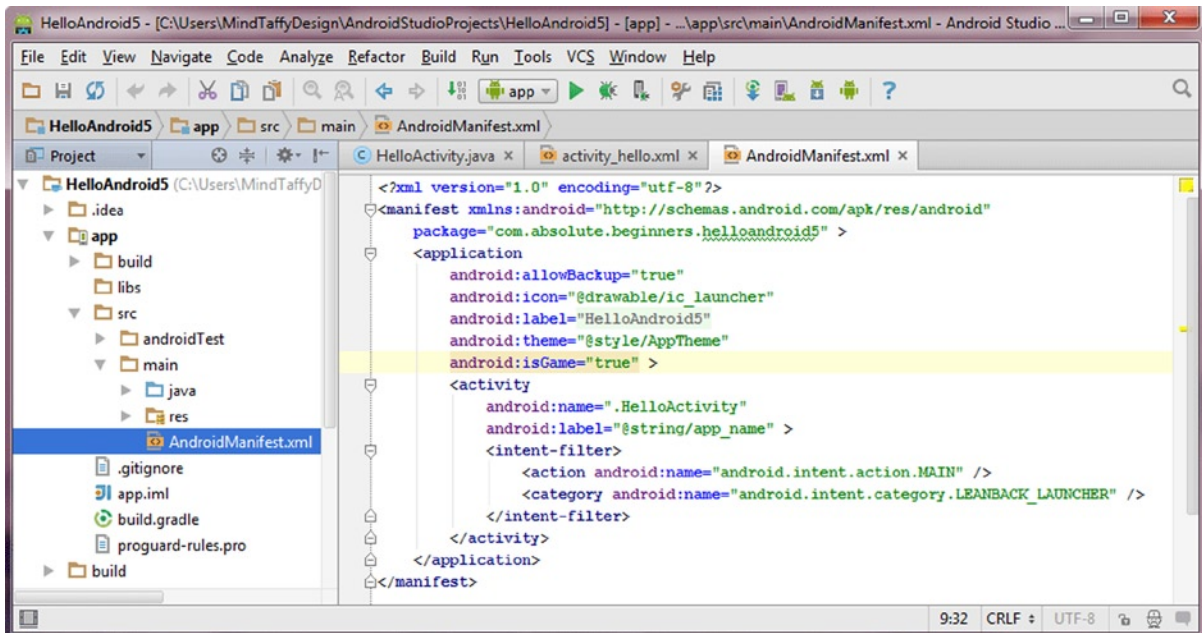 HelloAndroid5 - [C:\Users\MindTaffyDesign\AndroidStudioProjects\HelloAndroid5] - [app] - ...\app\src\main\AndroidManifest.xml - Android Studio ...
File Edit View Navigate Code Analyze Refactor Build Run Tools VCS Window Help
app
HelloAndroid5 app src main AndroidManifest.xml
Project
HelloActivity.java activity_hello.xml AndroidManifest.xml
HelloAndroid5 (C:\Users\MindTaffyD
.idea
app
build
libs
src
androidTest
main
java
res
AndroidManifest.xml
.gitignore
app.iml
build.gradle
proguard-rules.pro
build
<?xml version="1.0" encoding="utf-8"?>
<manifest xmlns:android="http://schemas.android.com/apk/res/android"
package="com.absolute.beginners.helloandroid5" >
<application
android:allowBackup="true"
android:icon="@drawable/ic_launcher"
android:label="HelloAndroid5"
android:theme="@style/AppTheme"
android:isGame="true" >
<activity
android:name=".HelloActivity"
android:label="@string/app_name" >
<intent-filter>
<action android:name="android.intent.action.MAIN" />
<category android:name="android.intent.category.LEANBACK_LAUNCHER" />
</intent-filter>
</activity>
</application>
</manifest>
9:32 CRLF UTF-8